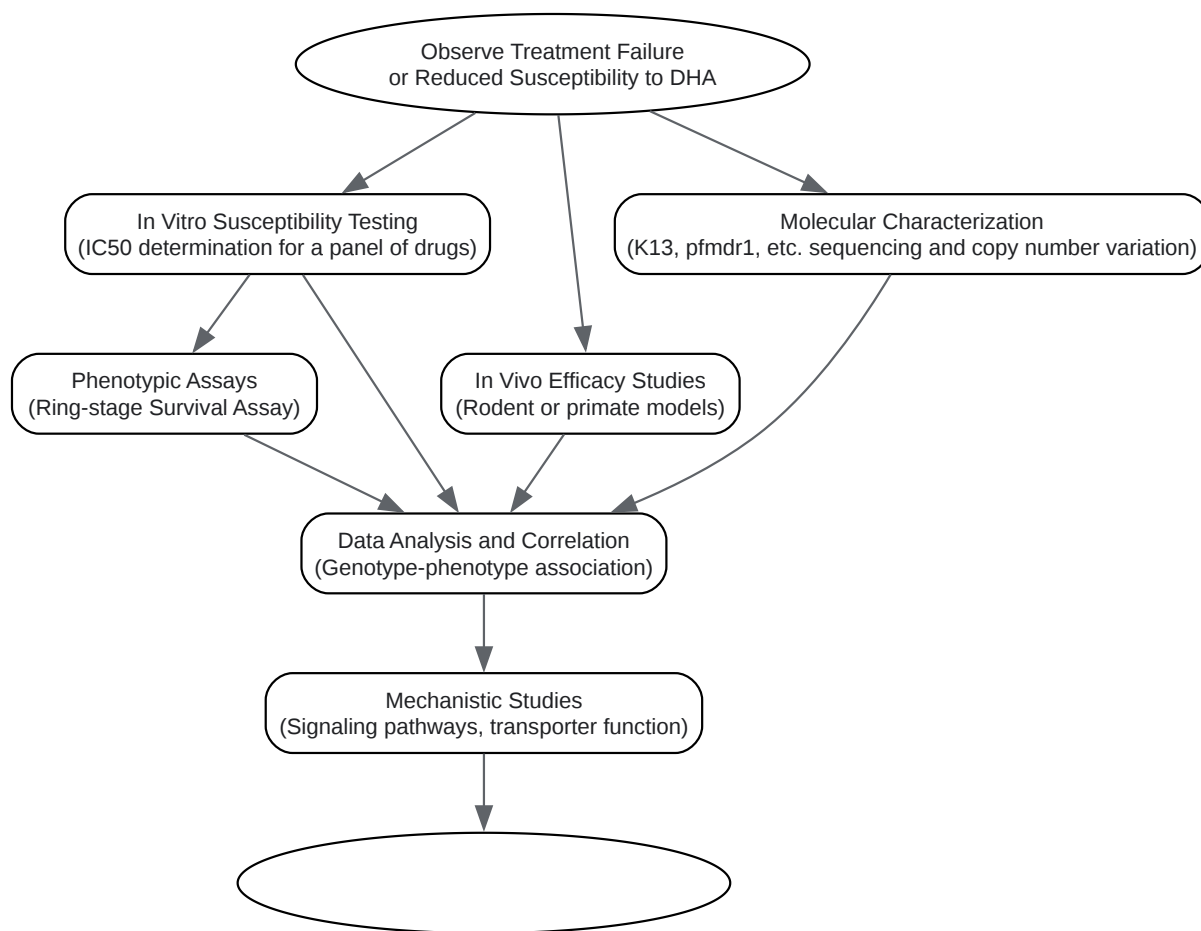 Observe Treatment Failure
or Reduced Susceptibility to DHA
In Vitro Susceptibility Testing
(IC50 determination for a panel of drugs)
Molecular Characterization
(K13, pfmdr1, etc. sequencing and copy number variation)
Phenotypic Assays
(Ring-stage Survival Assay)
In Vivo Efficacy Studies
(Rodent or primate models)
Data Analysis and Correlation
(Genotype-phenotype association)
Mechanistic Studies
(Signaling pathways, transporter function)